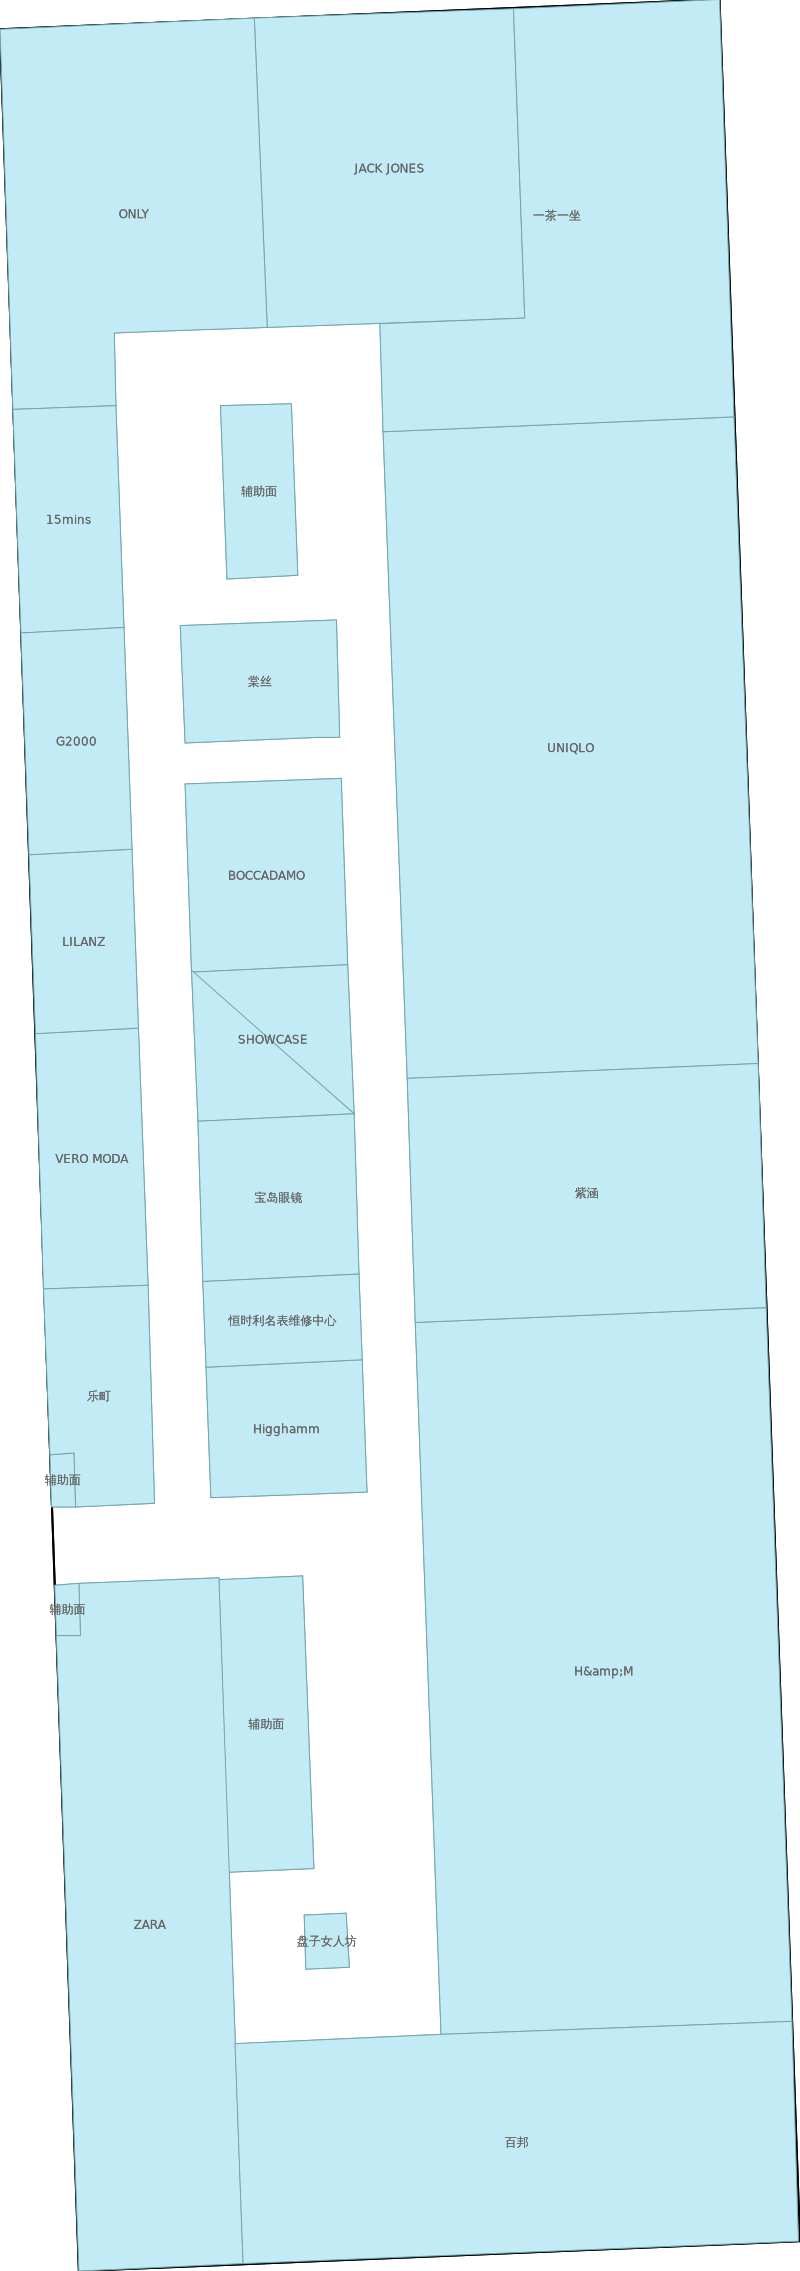 JACK JONES
ONLY
一茶一坐
辅助面
15mins
棠丝
G2000
UNIQLO
BOCCADAMO
LILANZ
SHOWCASE
VERO MODA
紫涵
宝岛眼镜
恒时利名表维修中心
乐町
Higghamm
辅助面
辅助面
H&amp;M
辅助面
ZARA
盘子女人坊
百邦